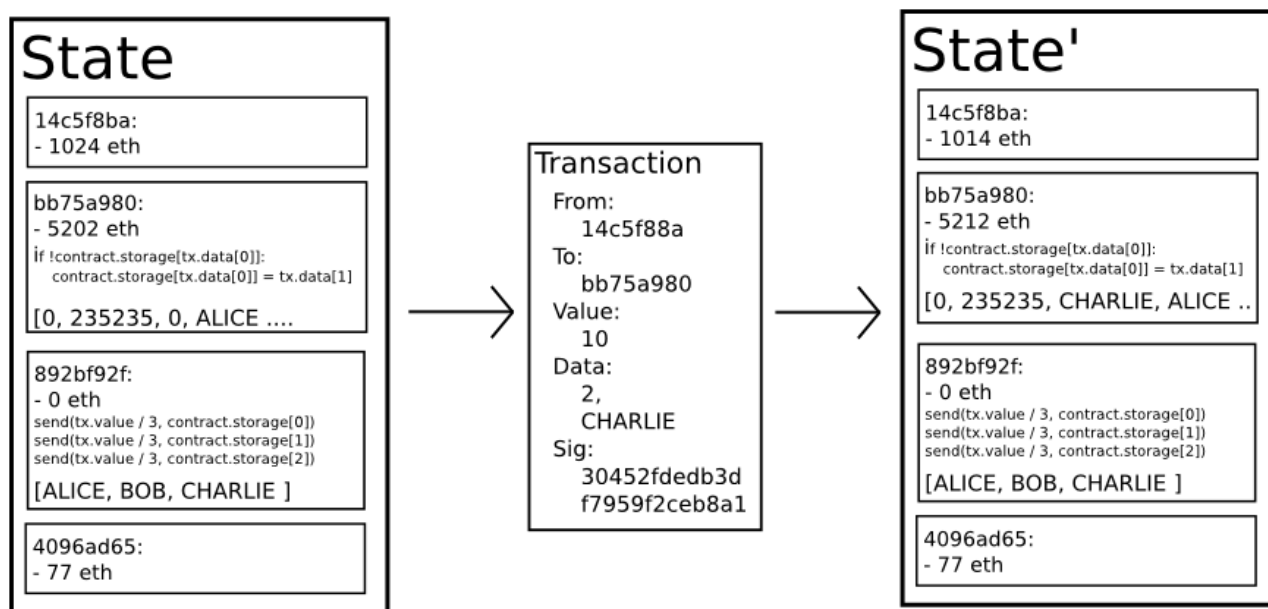 State
14c5f8ba:
- 1024 eth
bb75a980:
- 5202 eth
if !contract.storage[tx.data[0]]:
contract.storage[tx.data[0]] = tx.data[1]
[0, 235235, 0, ALICE ....
892bf92f:
- 0 eth
send(tx.value / 3, contract.storage[0])
send(tx.value / 3, contract.storage[1])
send(tx.value / 3, contract.storage[2])
[ALICE, BOB, CHARLIE ]
4096ad65:
- 77 eth
Transaction
From:
14c5f88a
To:
bb75a980
Value:
10
Data:
2,
CHARLIE
Sig:
30452fdedb3d
f7959f2ceb8a1
State'
14c5f8ba:
- 1014 eth
bb75a980:
- 5212 eth
if !contract.storage[tx.data[0]]:
contract.storage[tx.data[0]] = tx.data[1]
[0, 235235, CHARLIE, ALICE ..
892bf92f:
- 0 eth
send(tx.value / 3, contract.storage[0])
send(tx.value / 3, contract.storage[1])
send(tx.value / 3, contract.storage[2])
[ALICE, BOB, CHARLIE ]
4096ad65:
- 77 eth